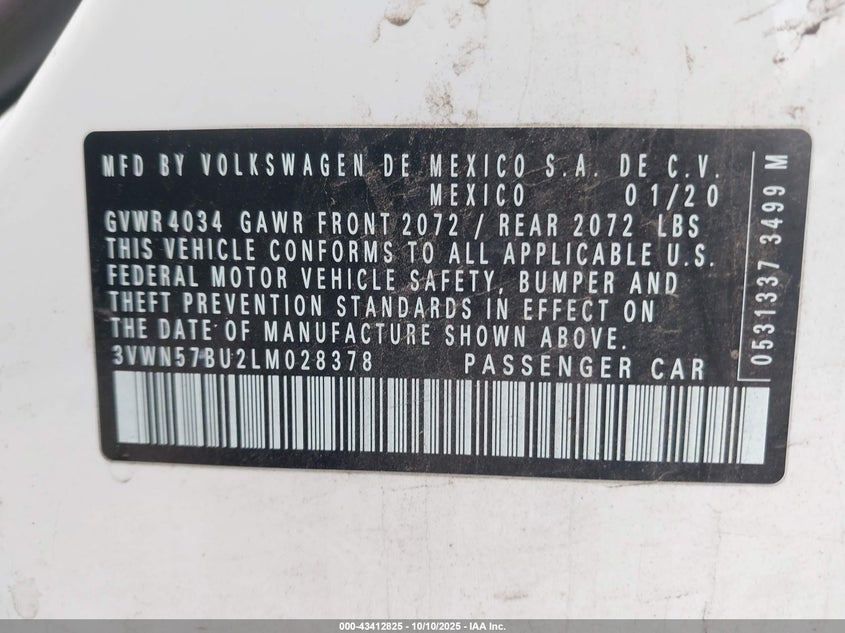 MFD BY VOLKSWAGEN DE MEXICO S.A. DE C.V.
MEXICO 01/20
GVWR 4034 GAWR FRONT 2072 / REAR 2072 LBS
THIS VEHICLE CONFORMS TO ALL APPLICABLE U.S.
FEDERAL MOTOR VEHICLE SAFETY, BUMPER AND
THEFT PREVENTION STANDARDS IN EFFECT ON
THE DATE OF MANUFACTURE SHOWN ABOVE.
3VWN57BU2LM028378 PASSENGER CAR
0531337 3499 M
000-43412825 - 10/10/2025 - IAA Inc.